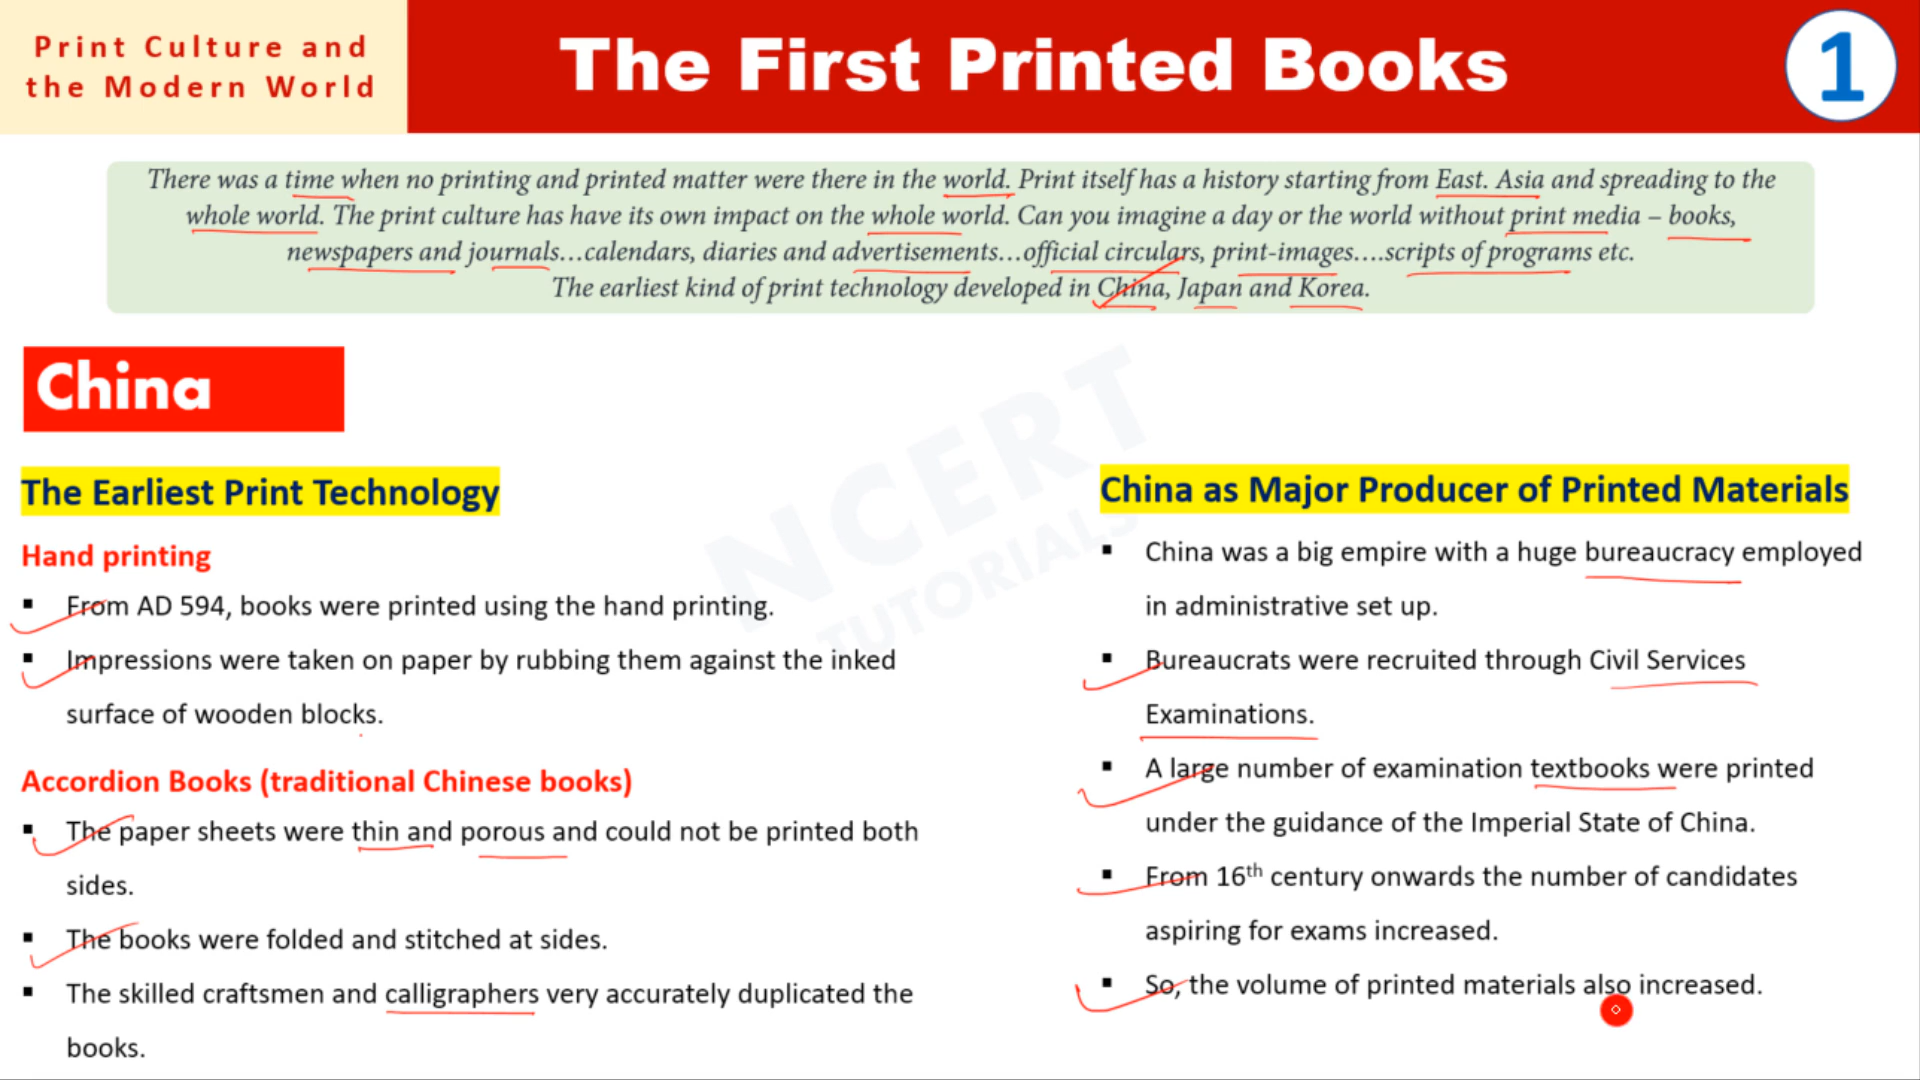 Print Culture and
the Modern World
The First Printed Books
1
There was a time when no printing and printed matter were there in the world. Print itself has a history starting from East. Asia and spreading to the
whole world. The print culture has have its own impact on the whole world. Can you imagine a day or the world without print media – books,
newspapers and journals...calendars, diaries and advertisements...official circulars, print-images....scripts of programs etc.
The earliest kind of print technology developed in China, Japan and Korea.
China
The Earliest Print Technology
Hand printing
▪ From AD 594, books were printed using the hand printing.
▪ Impressions were taken on paper by rubbing them against the inked
surface of wooden blocks.
Accordion Books (traditional Chinese books)
▪ The paper sheets were thin and porous and could not be printed both
sides.
▪ The books were folded and stitched at sides.
▪ The skilled craftsmen and calligraphers very accurately duplicated the
books.
China as Major Producer of Printed Materials
▪ China was a big empire with a huge bureaucracy employed
in administrative set up.
▪ Bureaucrats were recruited through Civil Services
Examinations.
▪ A large number of examination textbooks were printed
under the guidance of the Imperial State of China.
▪ From 16th century onwards the number of candidates
aspiring for exams increased.
▪ So, the volume of printed materials also increased.
NCERT
TUTORIALS